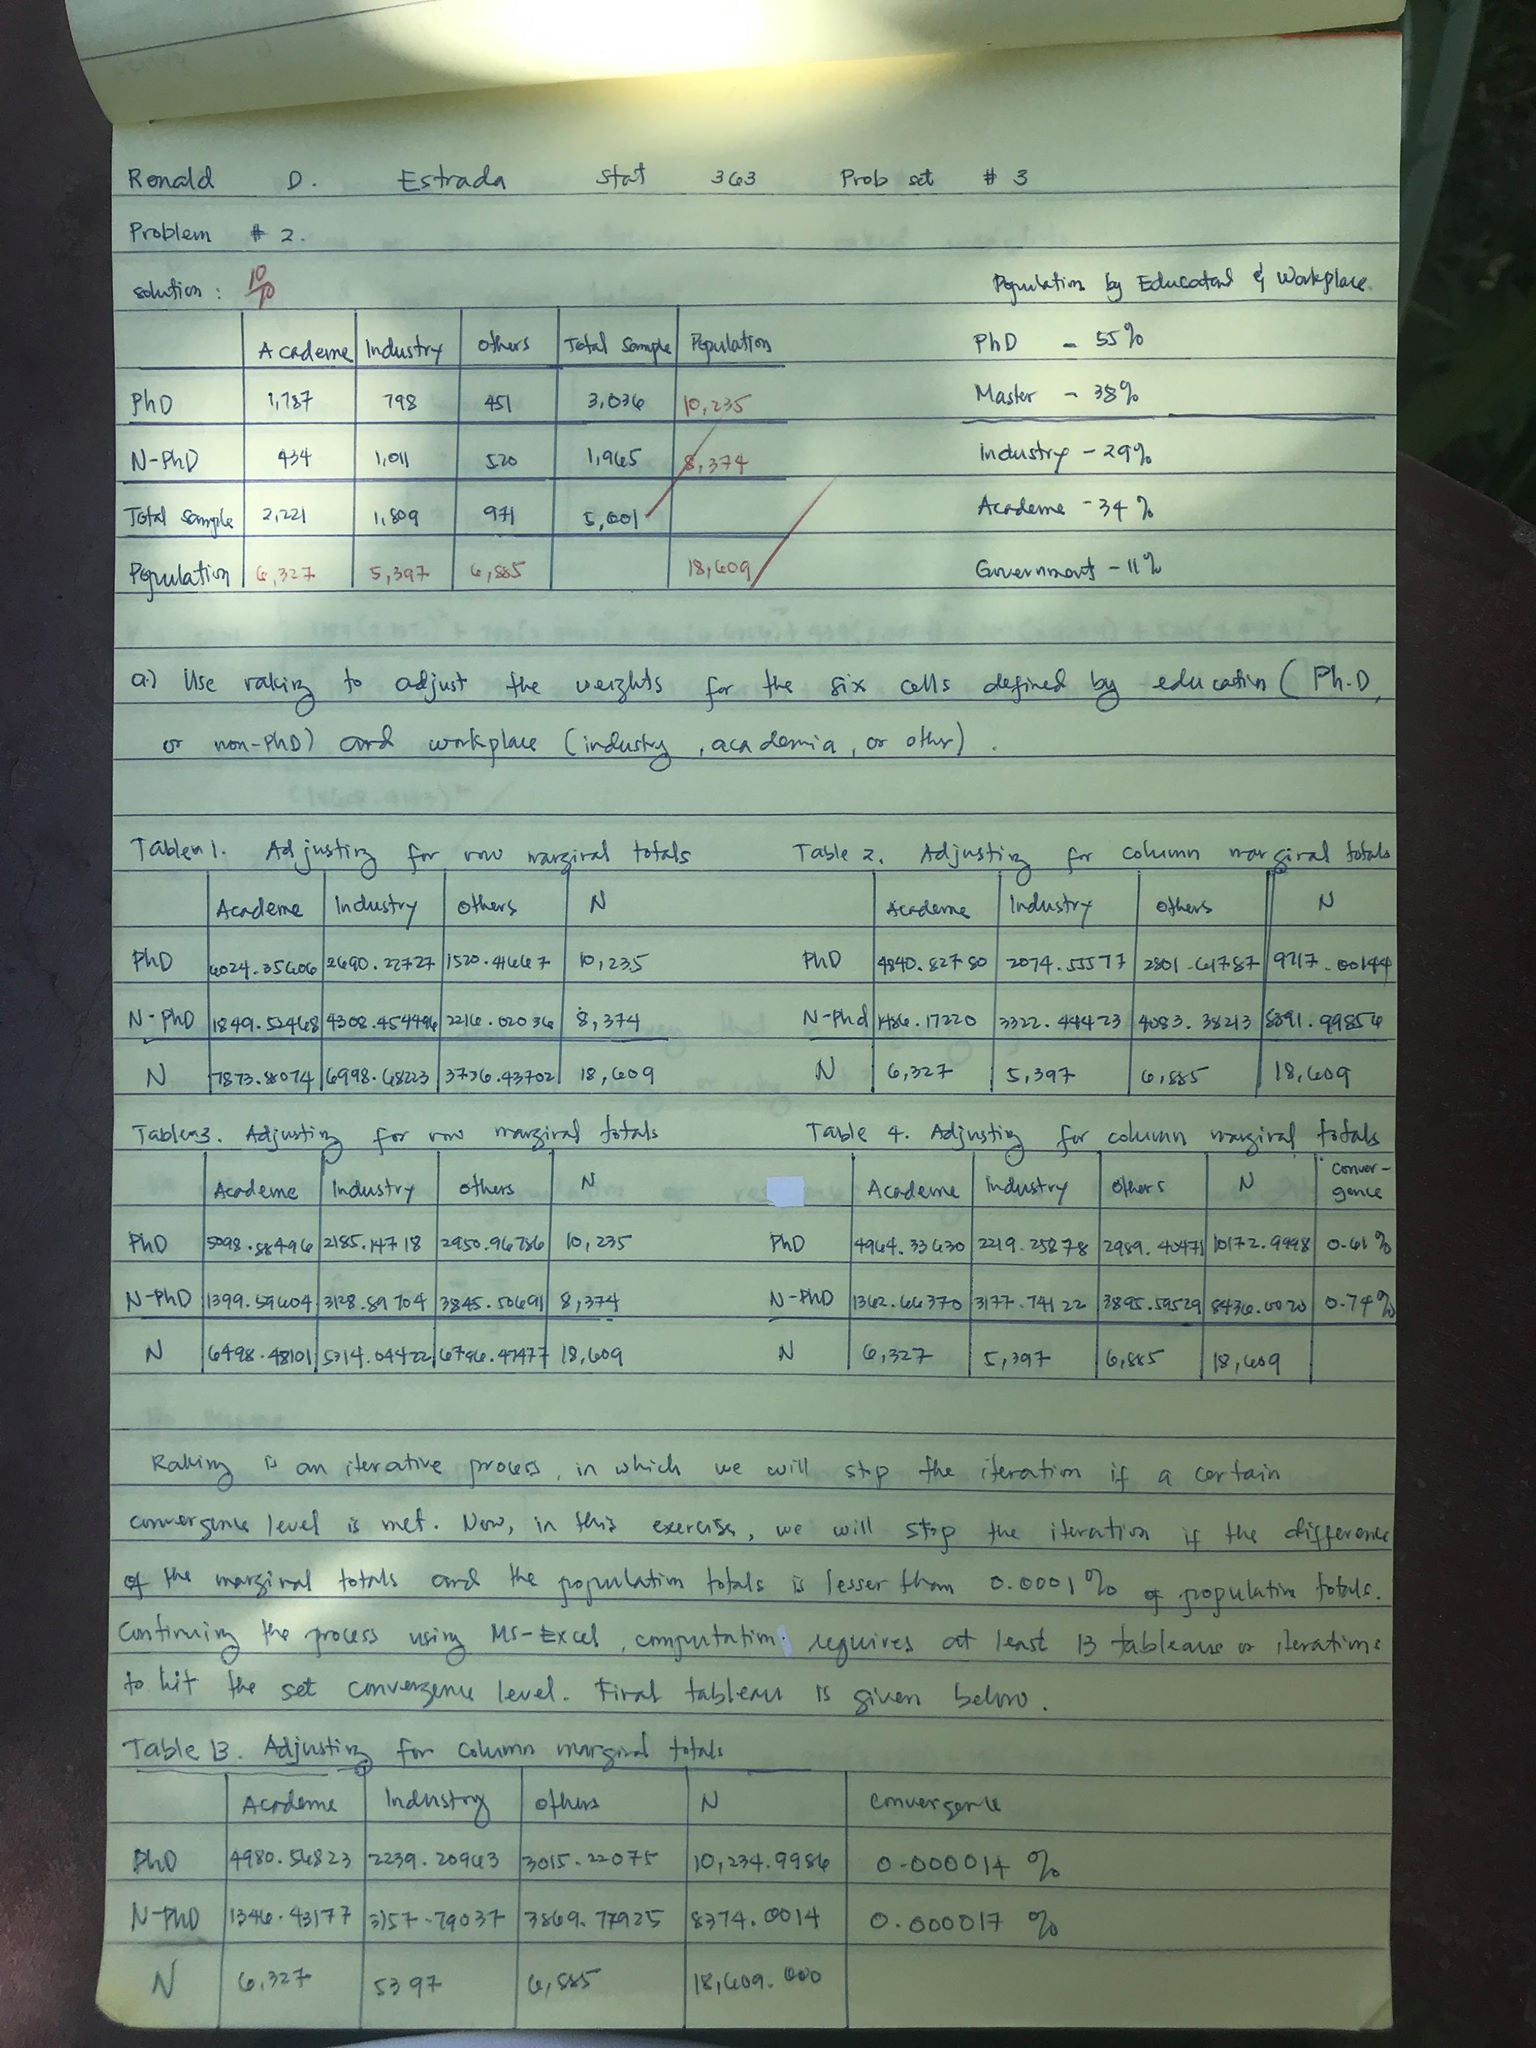 Ronald D. Estrada Stat 363 Prob set # 3
Problem # 2.
solution : 10/10 Population by Education & Workplace
Academe Industry Others Total Sample Population PhD - 55%
PhD 1,787 798 451 3,036 10,235 Master - 38%
N-PhD 434 1,011 520 1,965 8,374 Industry - 29%
Total Sample 2,221 1,809 971 5,001 Academe - 34%
Population 6,327 5,397 6,885 18,609 Government - 11%
a.) Use raking to adjust the weights for the six cells defined by education (Ph.D,
or non-PhD) and workplace (industry, academia, or other).
Tableu 1. Adjusting for row marginal totals Table 2. Adjusting for column marginal totals
Academe Industry Others N Academe Industry Others N
PhD 6024.35606 2690.22727 1520.41667 10,235 PhD 4840.82780 2074.55577 2801.61787 9717.00144
N-PhD 1849.52468 4308.454496 2216.02036 8,374 N-Phd 1486.17220 3322.44423 4083.38213 8891.99856
N 7873.88074 6998.68223 3736.43702 18,609 N 6,327 5,397 6,885 18,609
Tableu 3. Adjusting for row marginal totals Table 4. Adjusting for column marginal totals
Academe Industry Others N Academe Industry Others N Conver-gence
PhD 5098.88496 2185.14718 2950.96786 10,235 PhD 4964.33630 2219.25878 2989.40471 10172.9998 0.61%
N-PhD 1399.59604 3128.89704 3845.50691 8,374 N-PhD 1362.66370 3177.74122 3895.59529 8436.0020 0.74%
N 6498.48101 5314.04422 6796.47477 18,609 N 6,327 5,397 6,885 18,609
Raking is an iterative process, in which we will stop the iteration if a certain
convergence level is met. Now, in this exercise, we will stop the iteration if the difference
of the marginal totals and the population totals is lesser than 0.0001% of population totals.
Continuing the process using MS-Excel, computation requires at least 13 tableaus or iterations
to hit the set convergence level. Final tableau is given below.
Table 13. Adjusting for column marginal totals
Academe Industry Others N Convergence
PhD 4980.56823 2239.20963 3015.22075 10,234.9986 0.000014 %
N-PhD 1346.43177 3157.79037 3869.77925 8374.0014 0.000017 %
N 6,327 5397 6,885 18,609.000